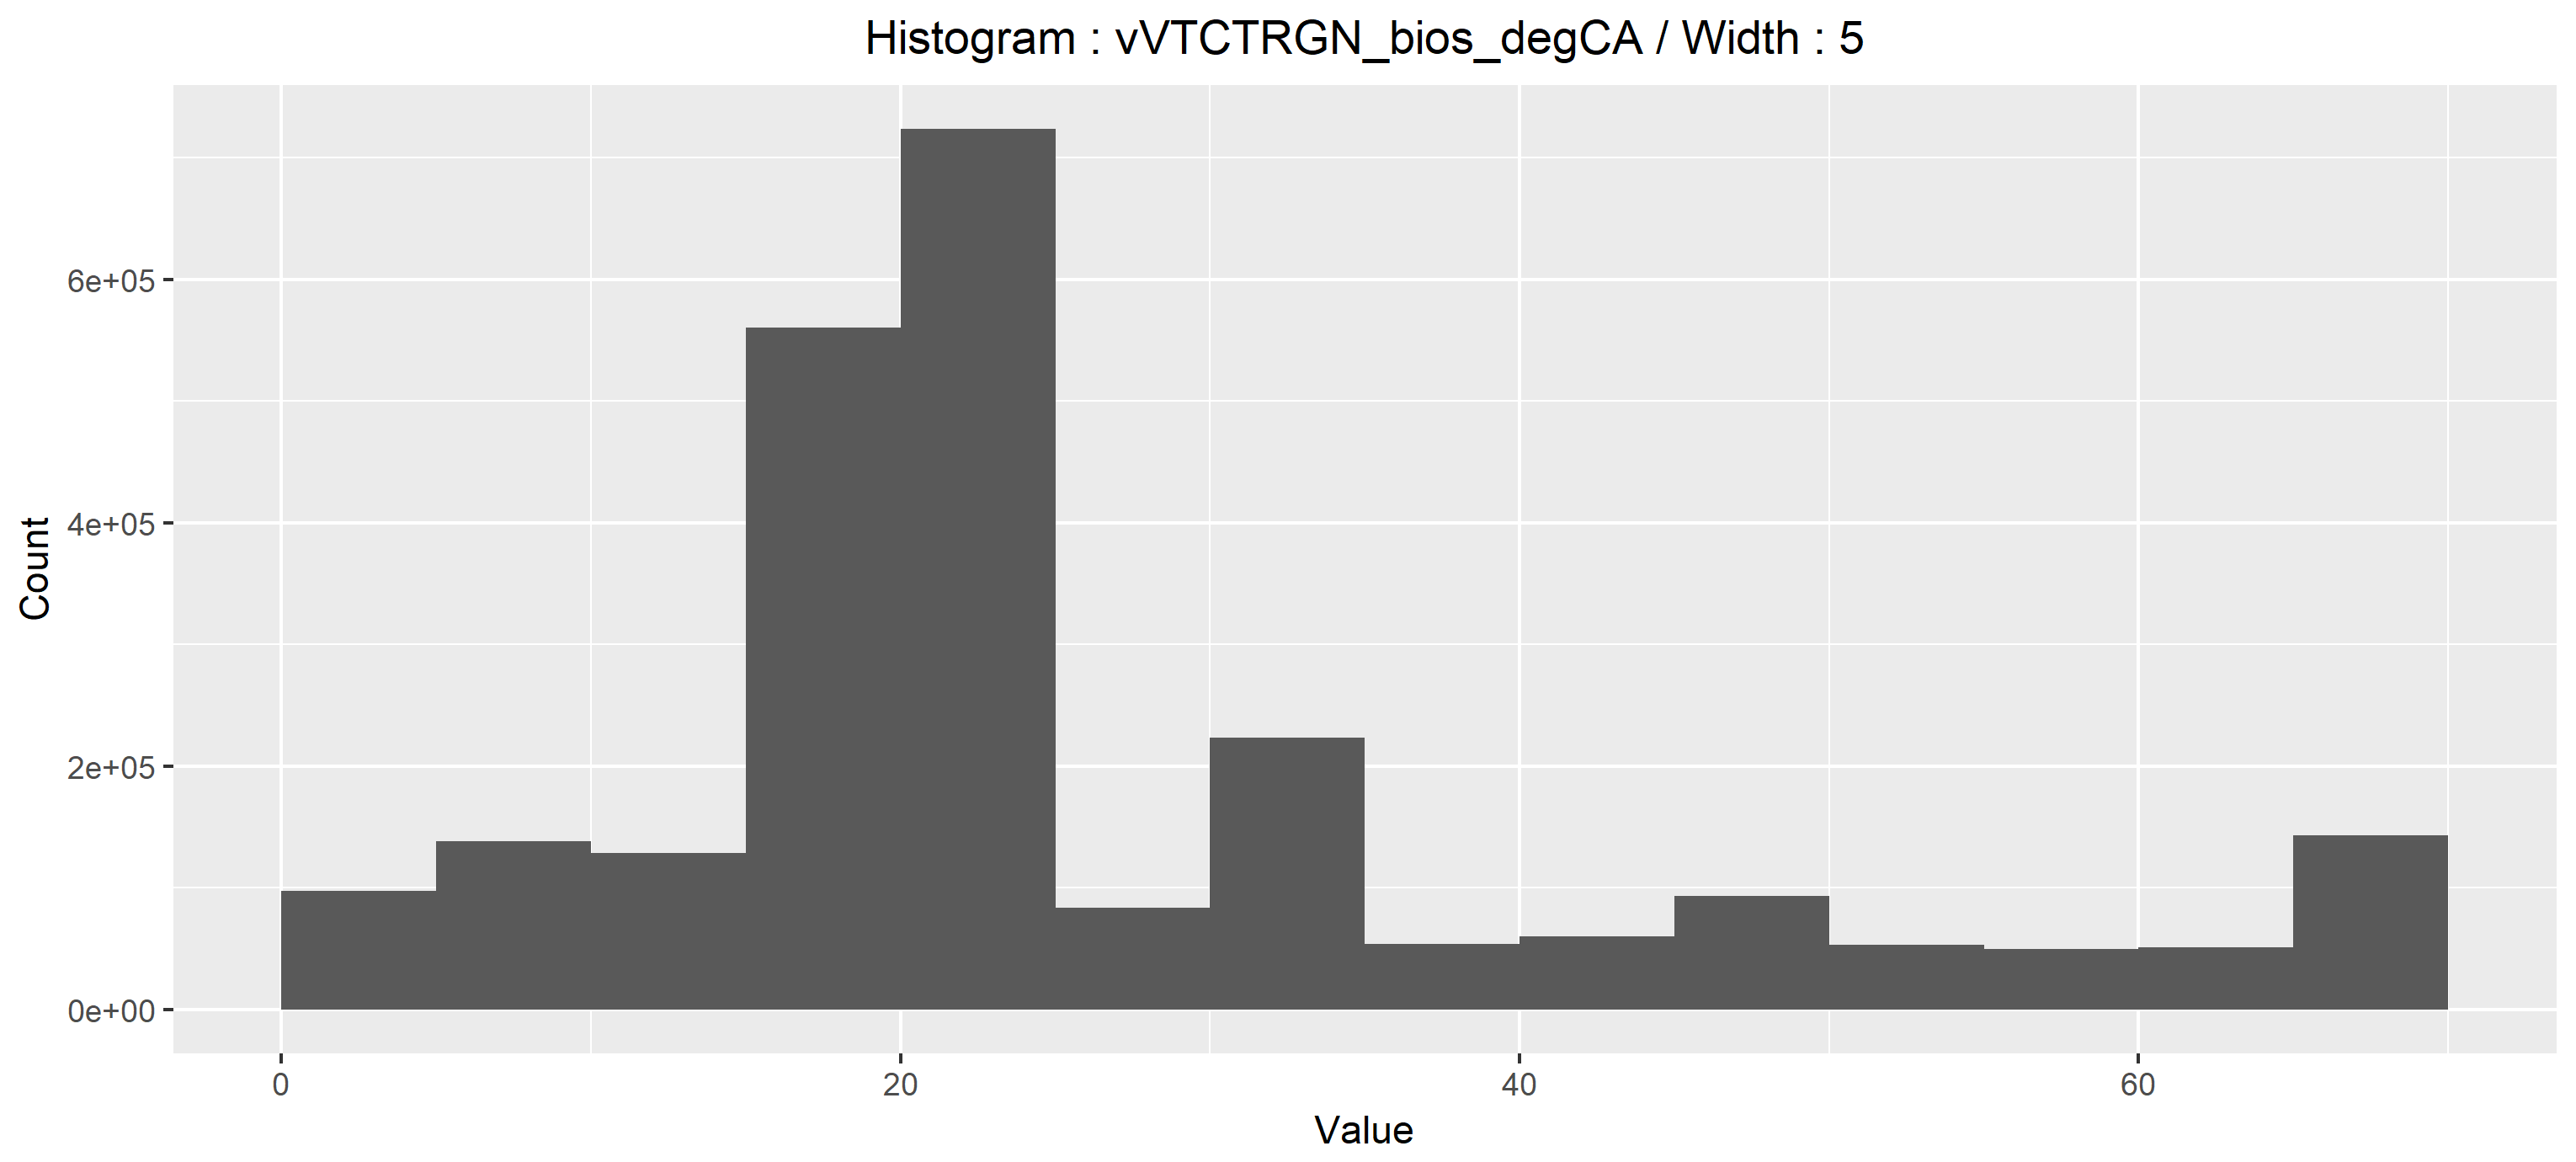 Histogram : vVTCTRGN_bios_degCA / Width : 5
6e+05
4e+05
2e+05
0e+00
Count
0 20 40 60
Value